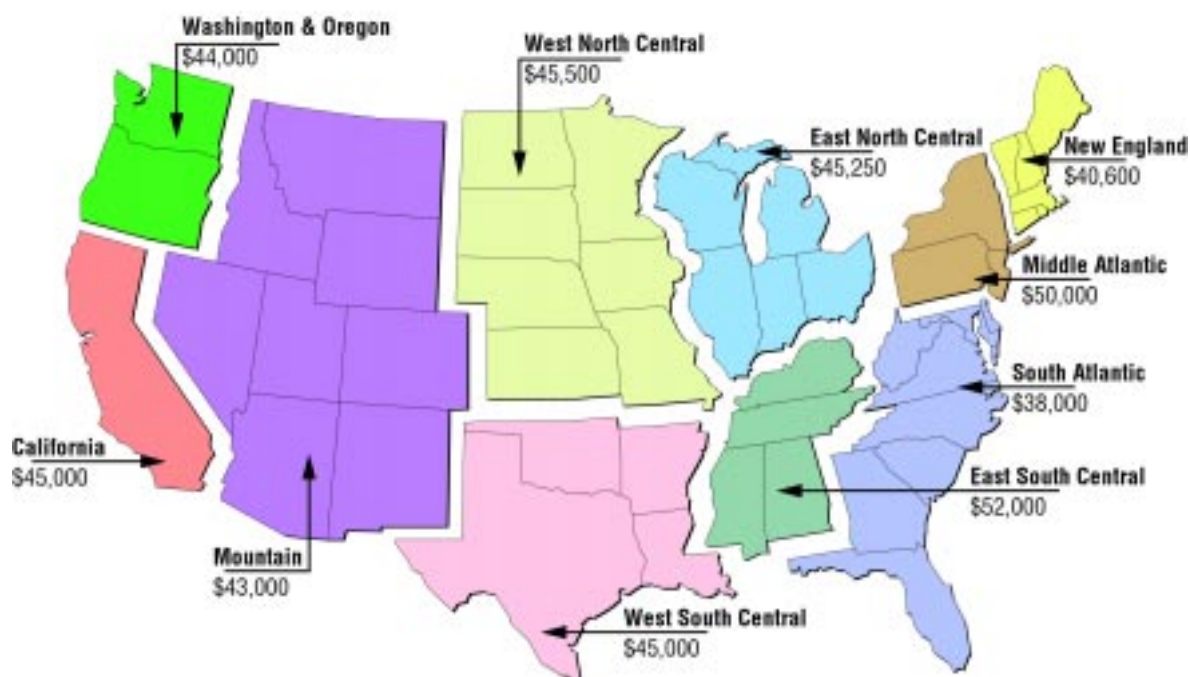 Washington & Oregon
$44,000
West North Central
$45,500
East North Central
$45,250
New England
$40,600
Middle Atlantic
$50,000
South Atlantic
$38,000
California
$45,000
East South Central
$52,000
Mountain
$43,000
West South Central
$45,000